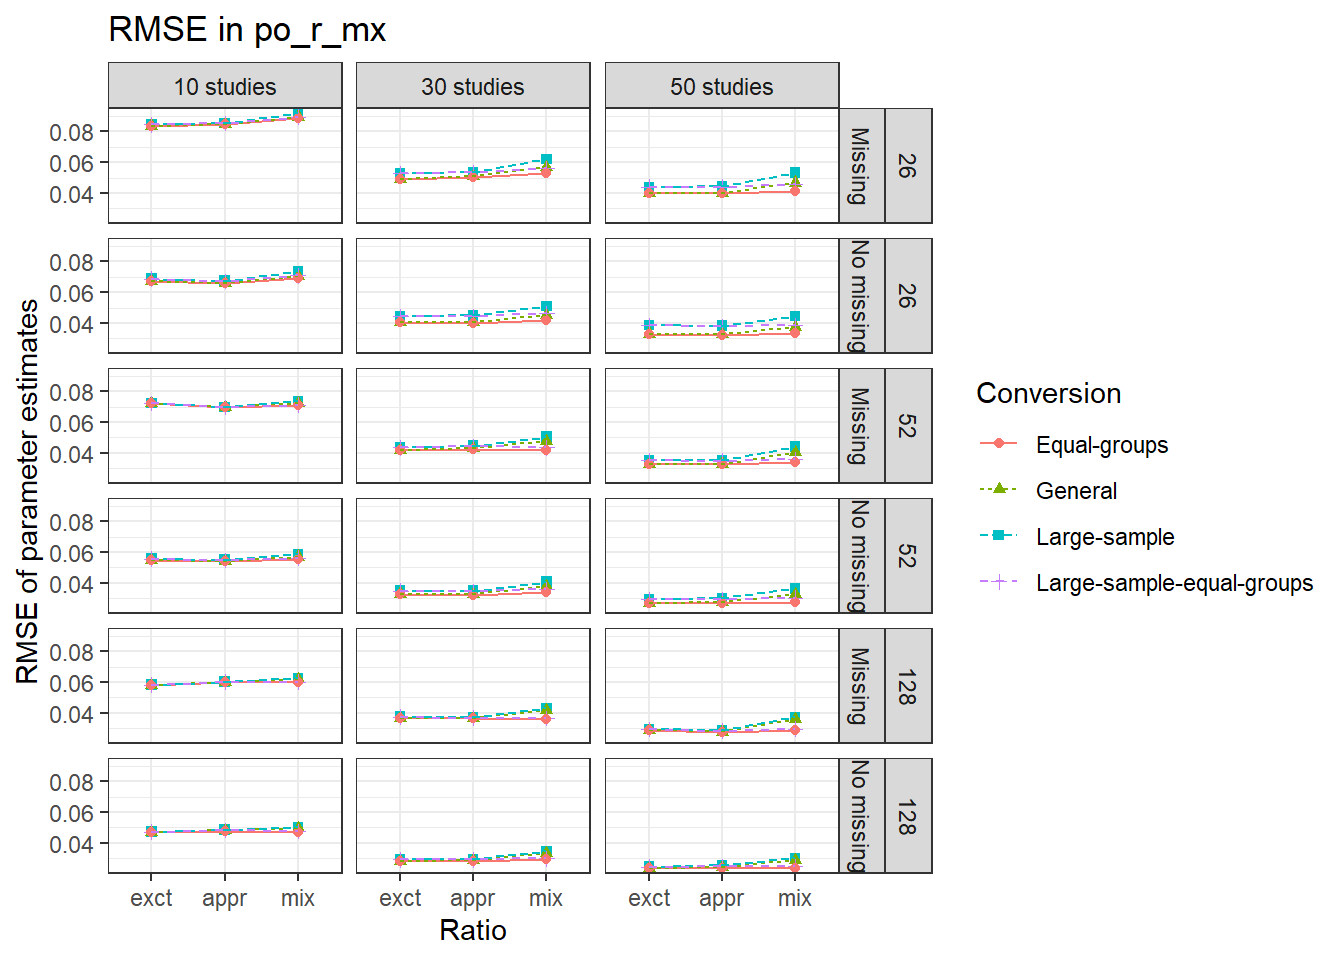 RMSE in po_r_mx
10 studies
30 studies
50 studies
0.08
0.06
0.04
Missing
26
0.08
0.06
0.04
No missing
26
0.08
0.06
0.04
Missing
52
0.08
0.06
0.04
No missing
52
0.08
0.06
0.04
Missing
128
0.08
0.06
0.04
No missing
128
exct appr mix
exct appr mix
exct appr mix
Ratio
RMSE of parameter estimates
Conversion
Equal-groups
General
Large-sample
Large-sample-equal-groups